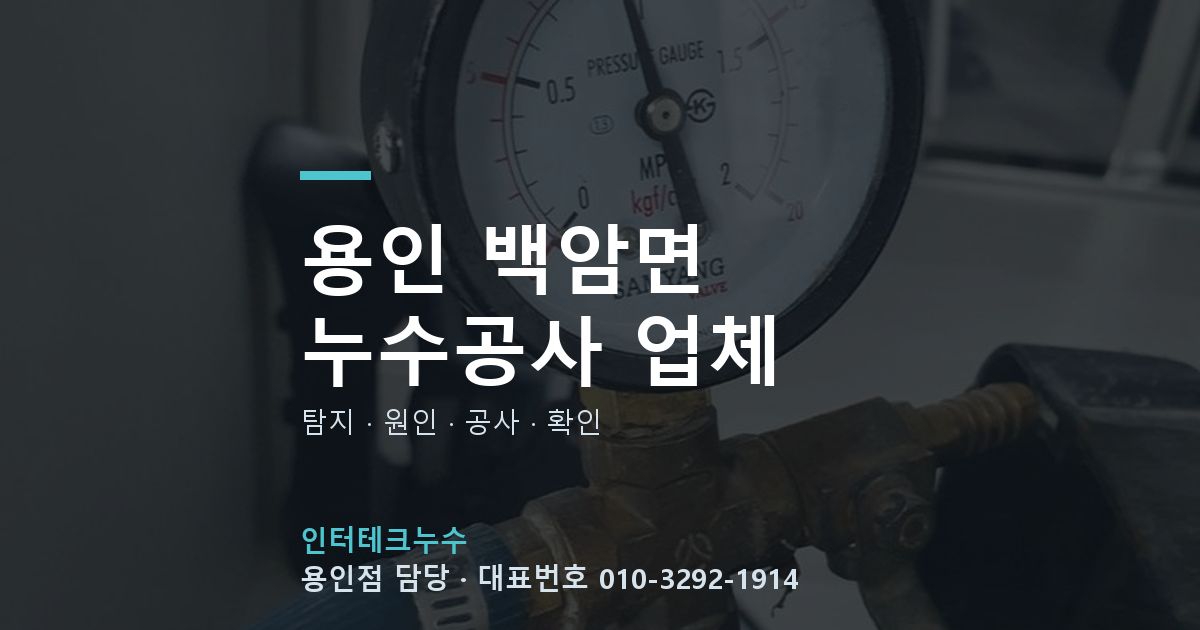 PRESSURE GAUGE
0.5
1.5
0
2
20
SANYANG
VALVE
용인 백암면
누수공사 업체
탐지 · 원인 · 공사 · 확인
인터테크누수
용인점 담당 · 대표번호 010-3292-1914